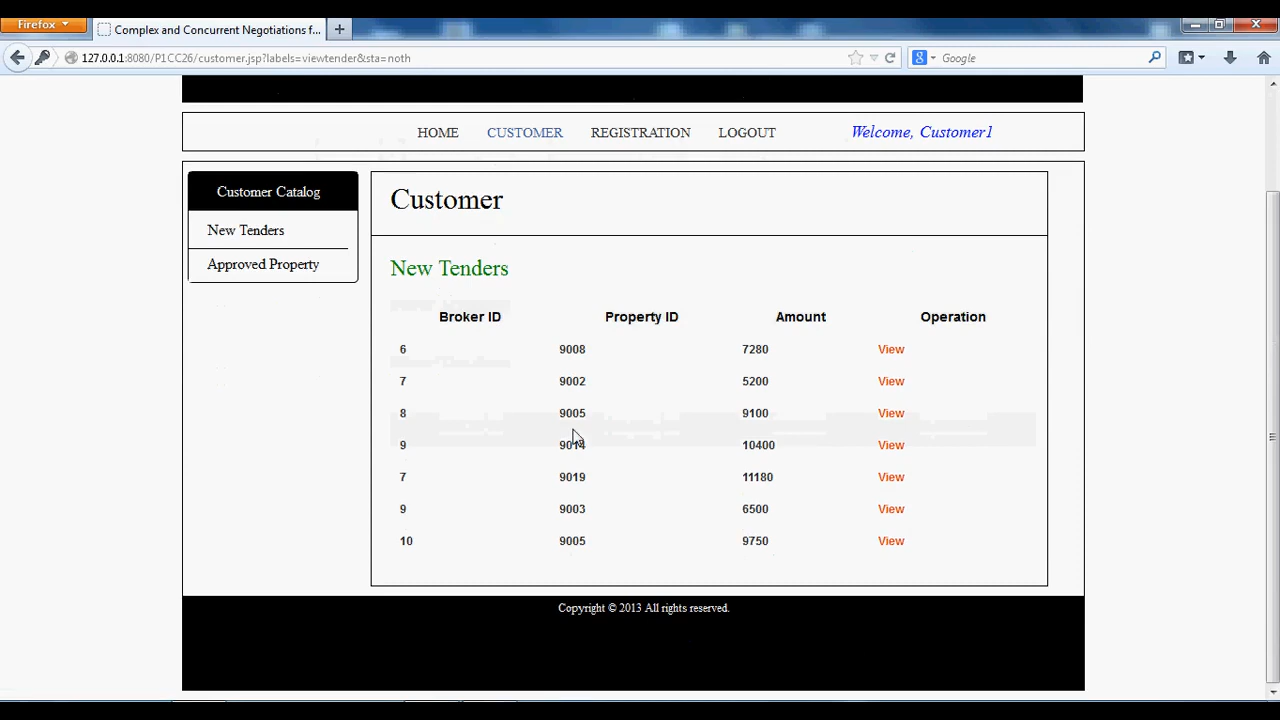 Firefox
Complex and Concurrent Negotiations f...
127.0.0.1:8080/P1CC26/customer.jsp?labels=viewtender&sta=noth
Google
HOME CUSTOMER REGISTRATION LOGOUT Welcome, Customer1
Customer Catalog
New Tenders
Approved Property
Customer
New Tenders
Broker ID Property ID Amount Operation
6 9008 7280 View
7 9002 5200 View
8 9005 9100 View
9 9014 10400 View
7 9019 11180 View
9 9003 6500 View
10 9005 9750 View
Copyright © 2013 All rights reserved.